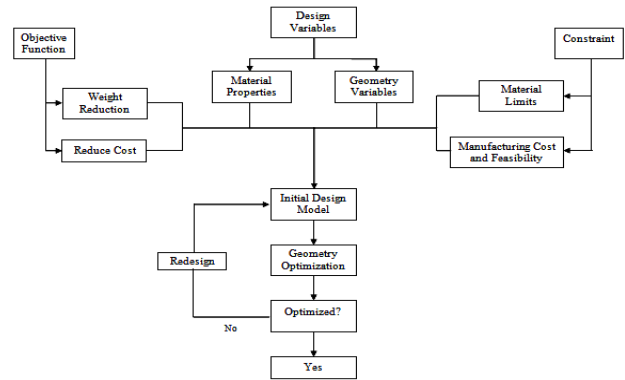 Design
Variables
Objective
Function
Constraint
Material
Properties
Geometry
Variables
Weight
Reduction
Material
Limits
Reduce Cost
Manufacturing Cost
and Feasibility
Initial Design
Model
Geometry
Optimization
Redesign
Optimized?
No
Yes